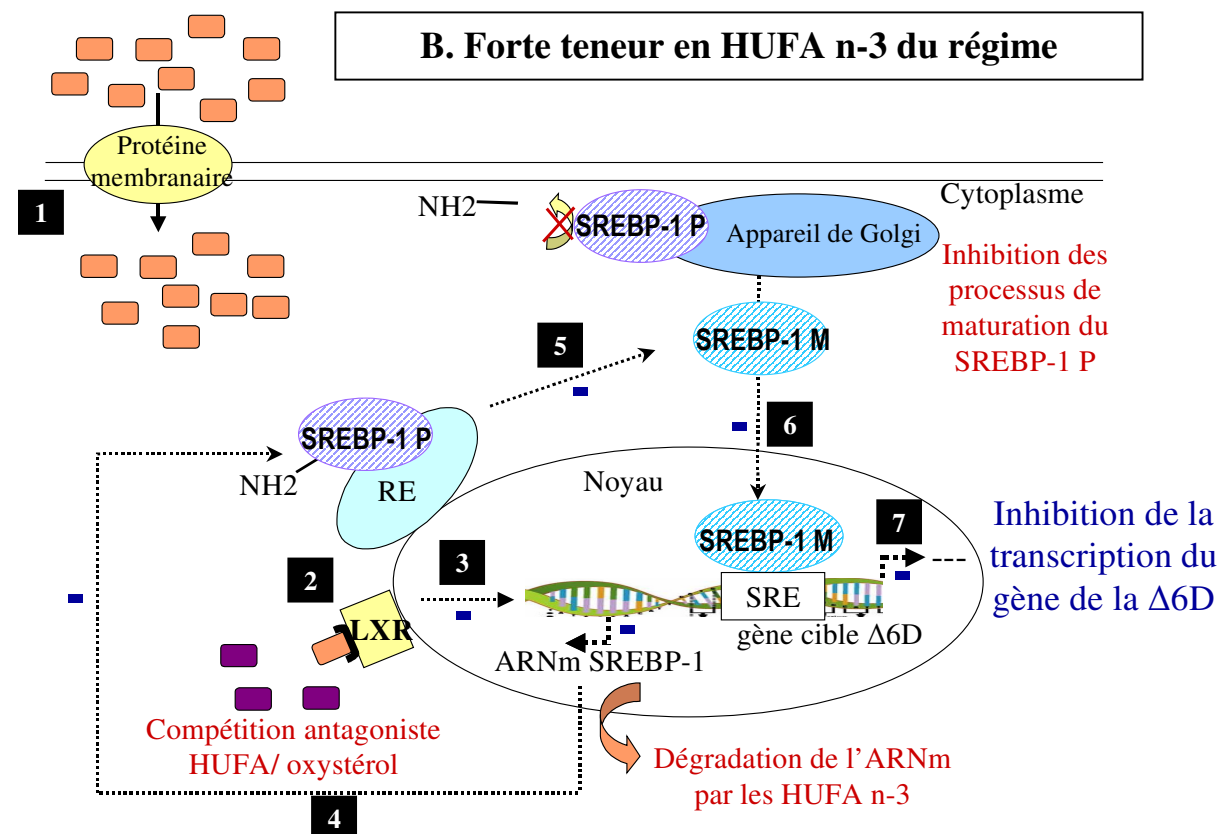 B. Forte teneur en HUFA n-3 du régime
Protéine
membranaire
1
NH2
SREBP-1 P
Appareil de Golgi
Cytoplasme
Inhibition des
processus de
maturation du
SREBP-1 P
5
SREBP-1 M
6
SREBP-1 P
NH2
RE
Noyau
SREBP-1 M
7
Inhibition de la
transcription du
gène de la Δ6D
2
3
LXR
SRE
gène cible Δ6D
ARNm SREBP-1
Compétition antagoniste
HUFA/ oxystérol
Dégradation de l’ARNm
par les HUFA n-3
4